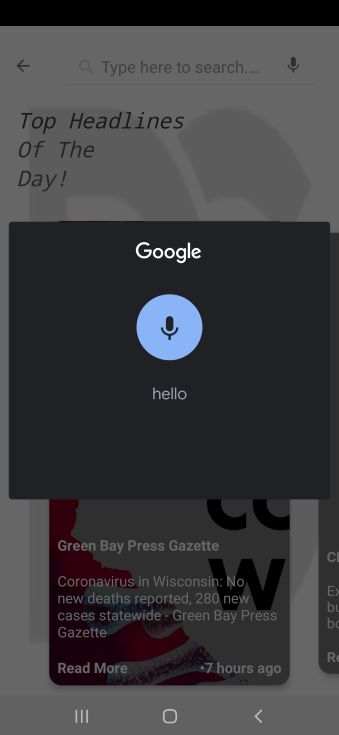 Type here to search....
Top Headlines
Of The
Day!
Google
hello
CO
W
Green Bay Press Gazette
Coronavirus in Wisconsin: No
new deaths reported, 280 new
cases statewide - Green Bay Press
Gazette
Read More
•7 hours ago